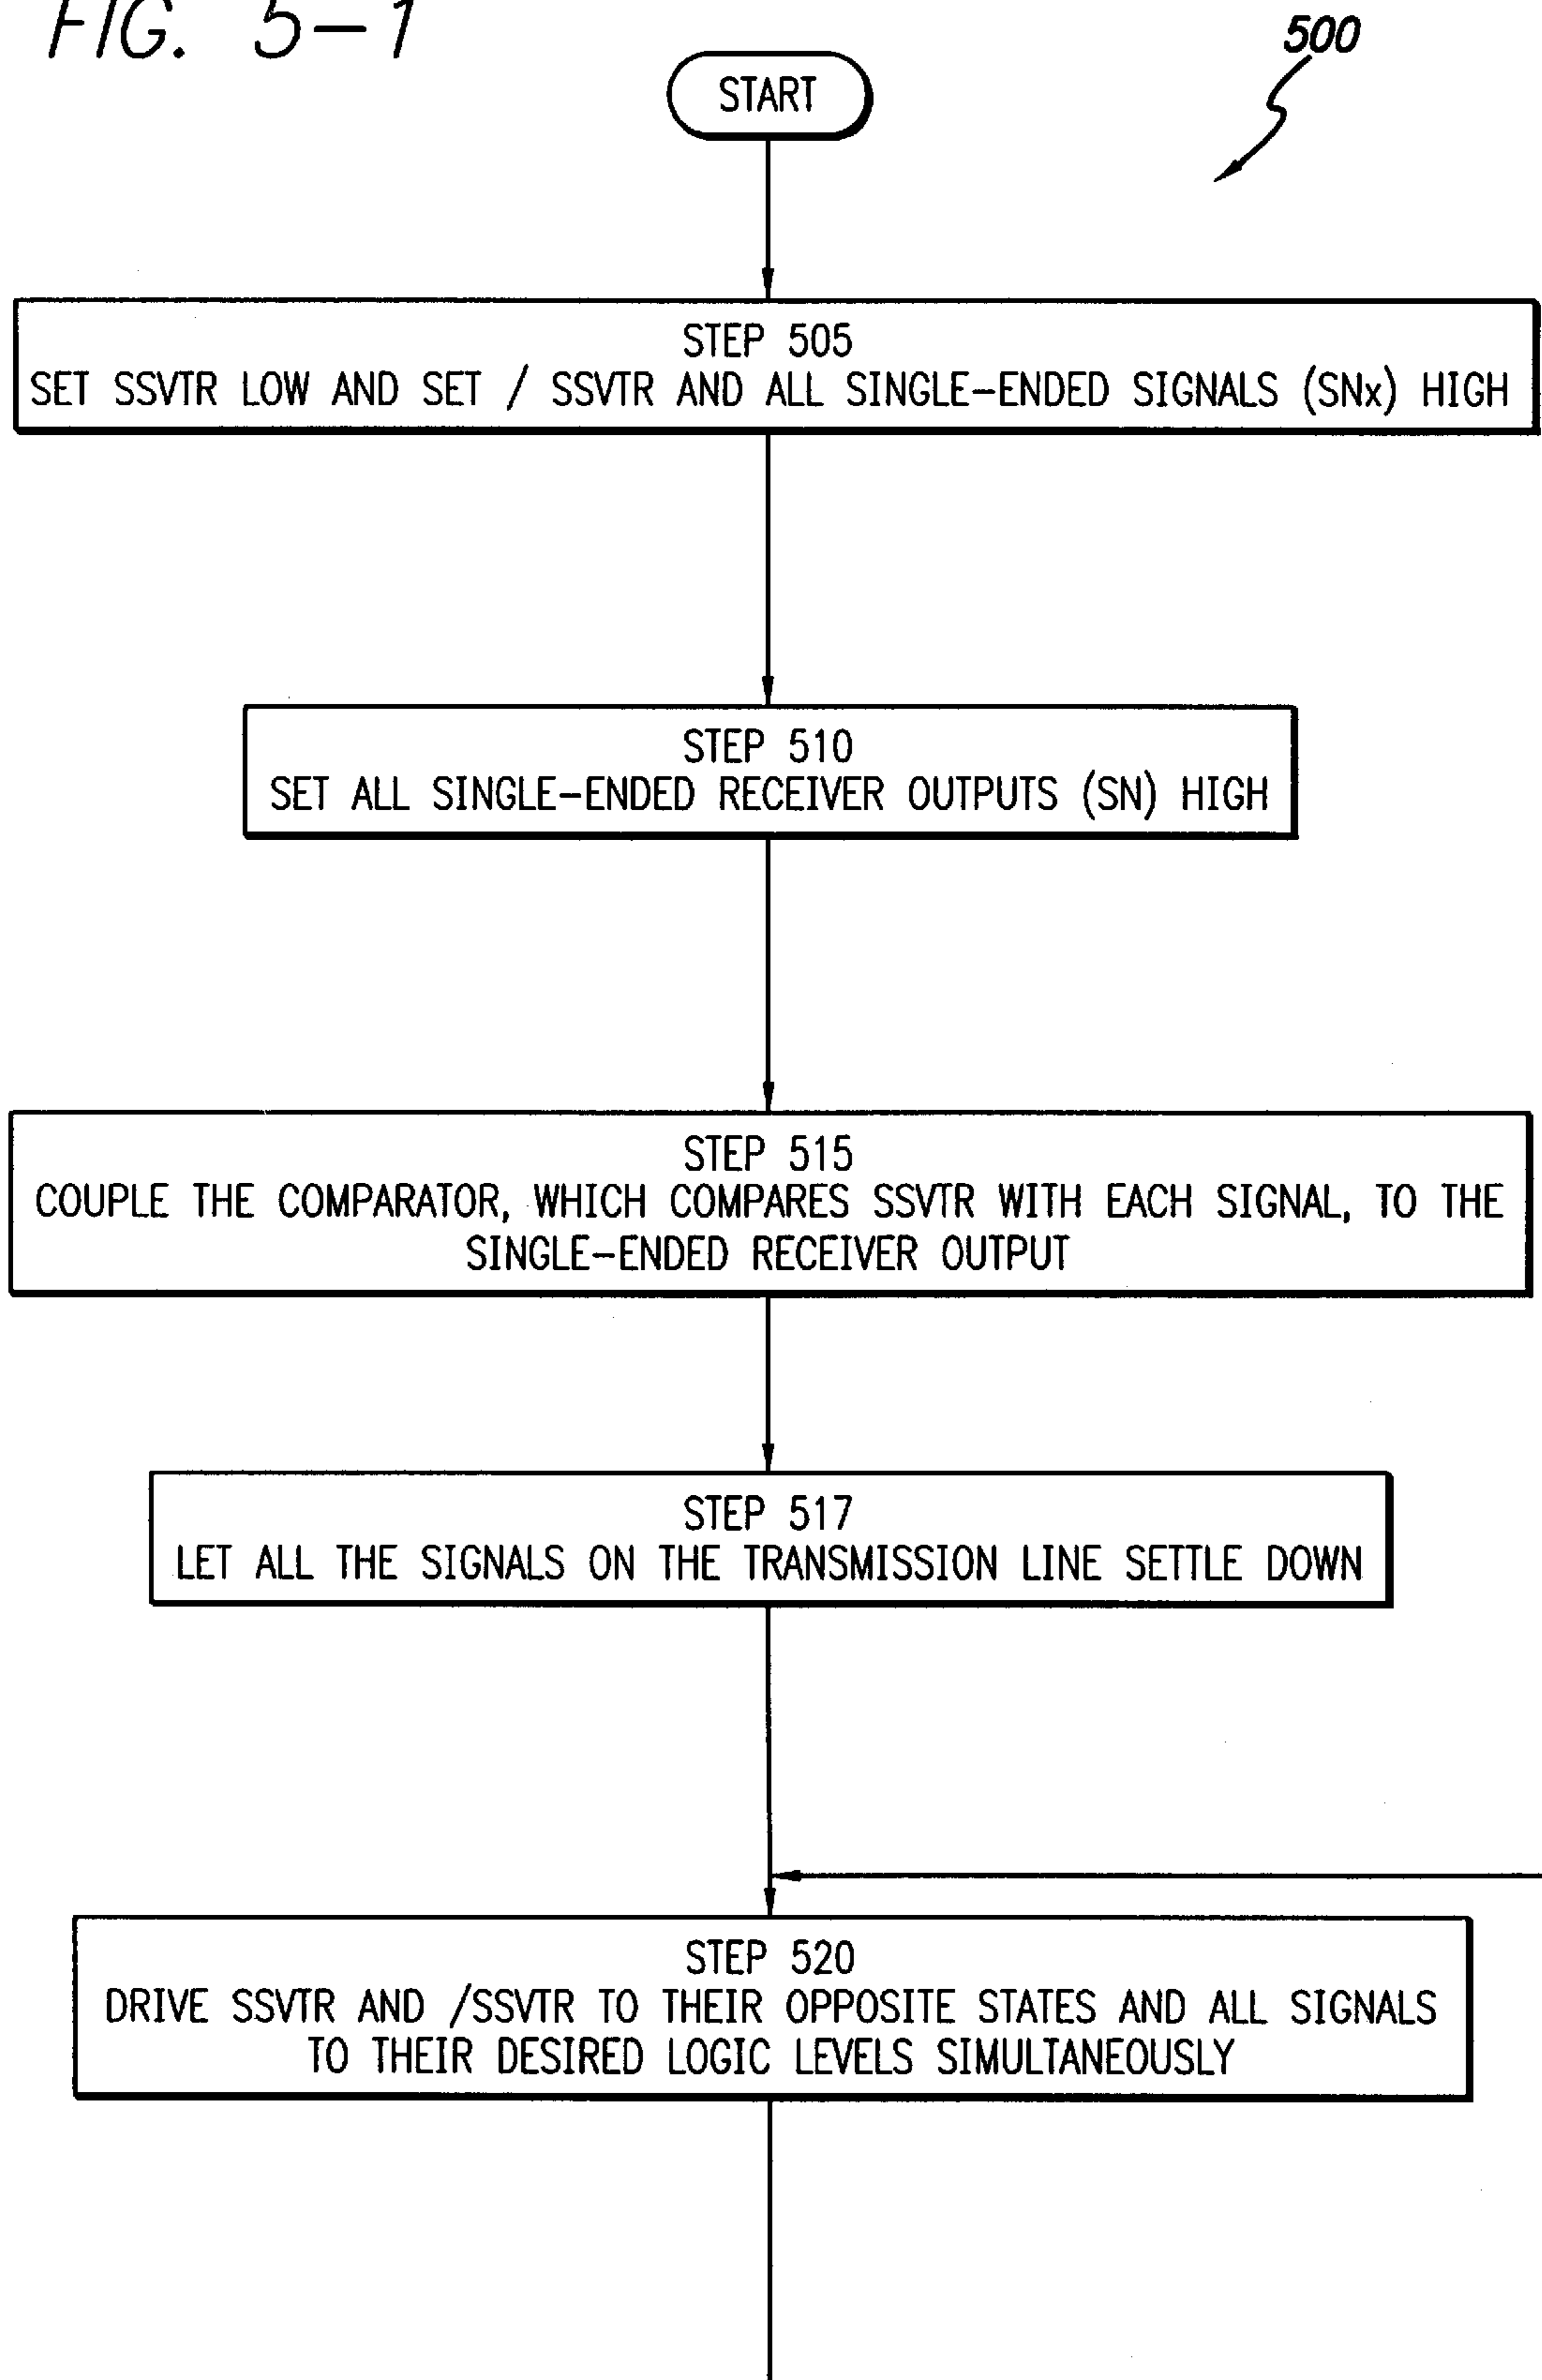 FIG. 5-1
500
START
STEP 505
SET SSVTR LOW AND SET / SSVTR AND ALL SINGLE-ENDED SIGNALS (SNx) HIGH
STEP 510
SET ALL SINGLE-ENDED RECEIVER OUTPUTS (SN) HIGH
STEP 515
COUPLE THE COMPARATOR, WHICH COMPARES SSVTR WITH EACH SIGNAL, TO THE
SINGLE-ENDED RECEIVER OUTPUT
STEP 517
LET ALL THE SIGNALS ON THE TRANSMISSION LINE SETTLE DOWN
STEP 520
DRIVE SSVTR AND /SSVTR TO THEIR OPPOSITE STATES AND ALL SIGNALS
TO THEIR DESIRED LOGIC LEVELS SIMULTANEOUSLY